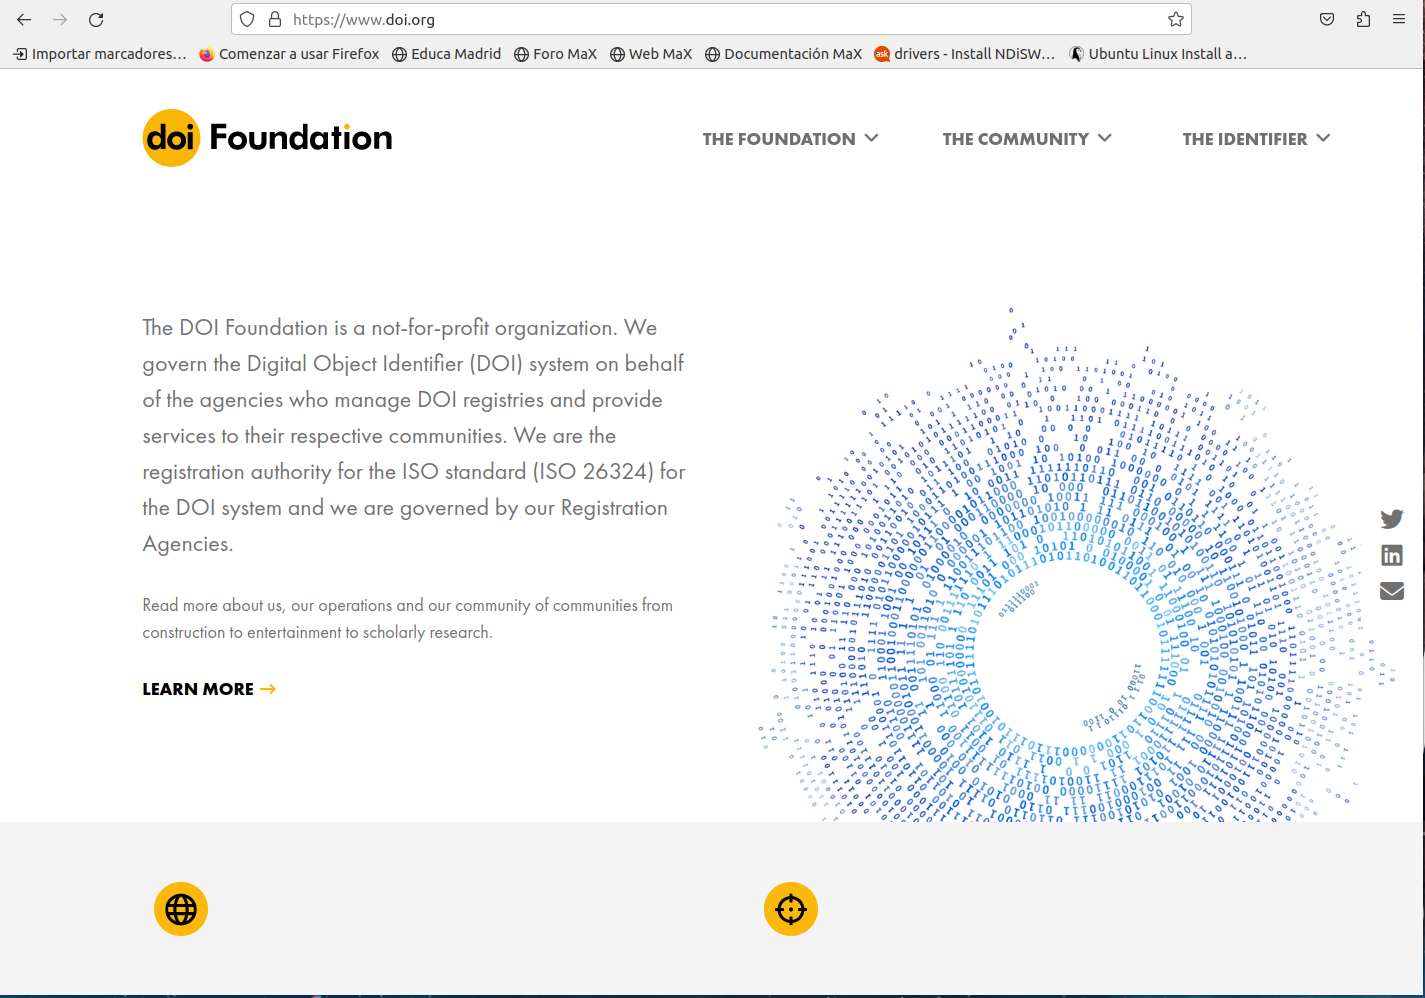 https://www.doi.org
Importar marcadores… Comenzar a usar Firefox Educa Madrid Foro MaX Web MaX Documentación MaX drivers - Install NDiSW… Ubuntu Linux Install a…
doi Foundation
THE FOUNDATION THE COMMUNITY THE IDENTIFIER
The DOI Foundation is a not-for-profit organization. We
govern the Digital Object Identifier (DOI) system on behalf
of the agencies who manage DOI registries and provide
services to their respective communities. We are the
registration authority for the ISO standard (ISO 26324) for
the DOI system and we are governed by our Registration
Agencies.
Read more about us, our operations and our community of communities from
construction to entertainment to scholarly research.
LEARN MORE →